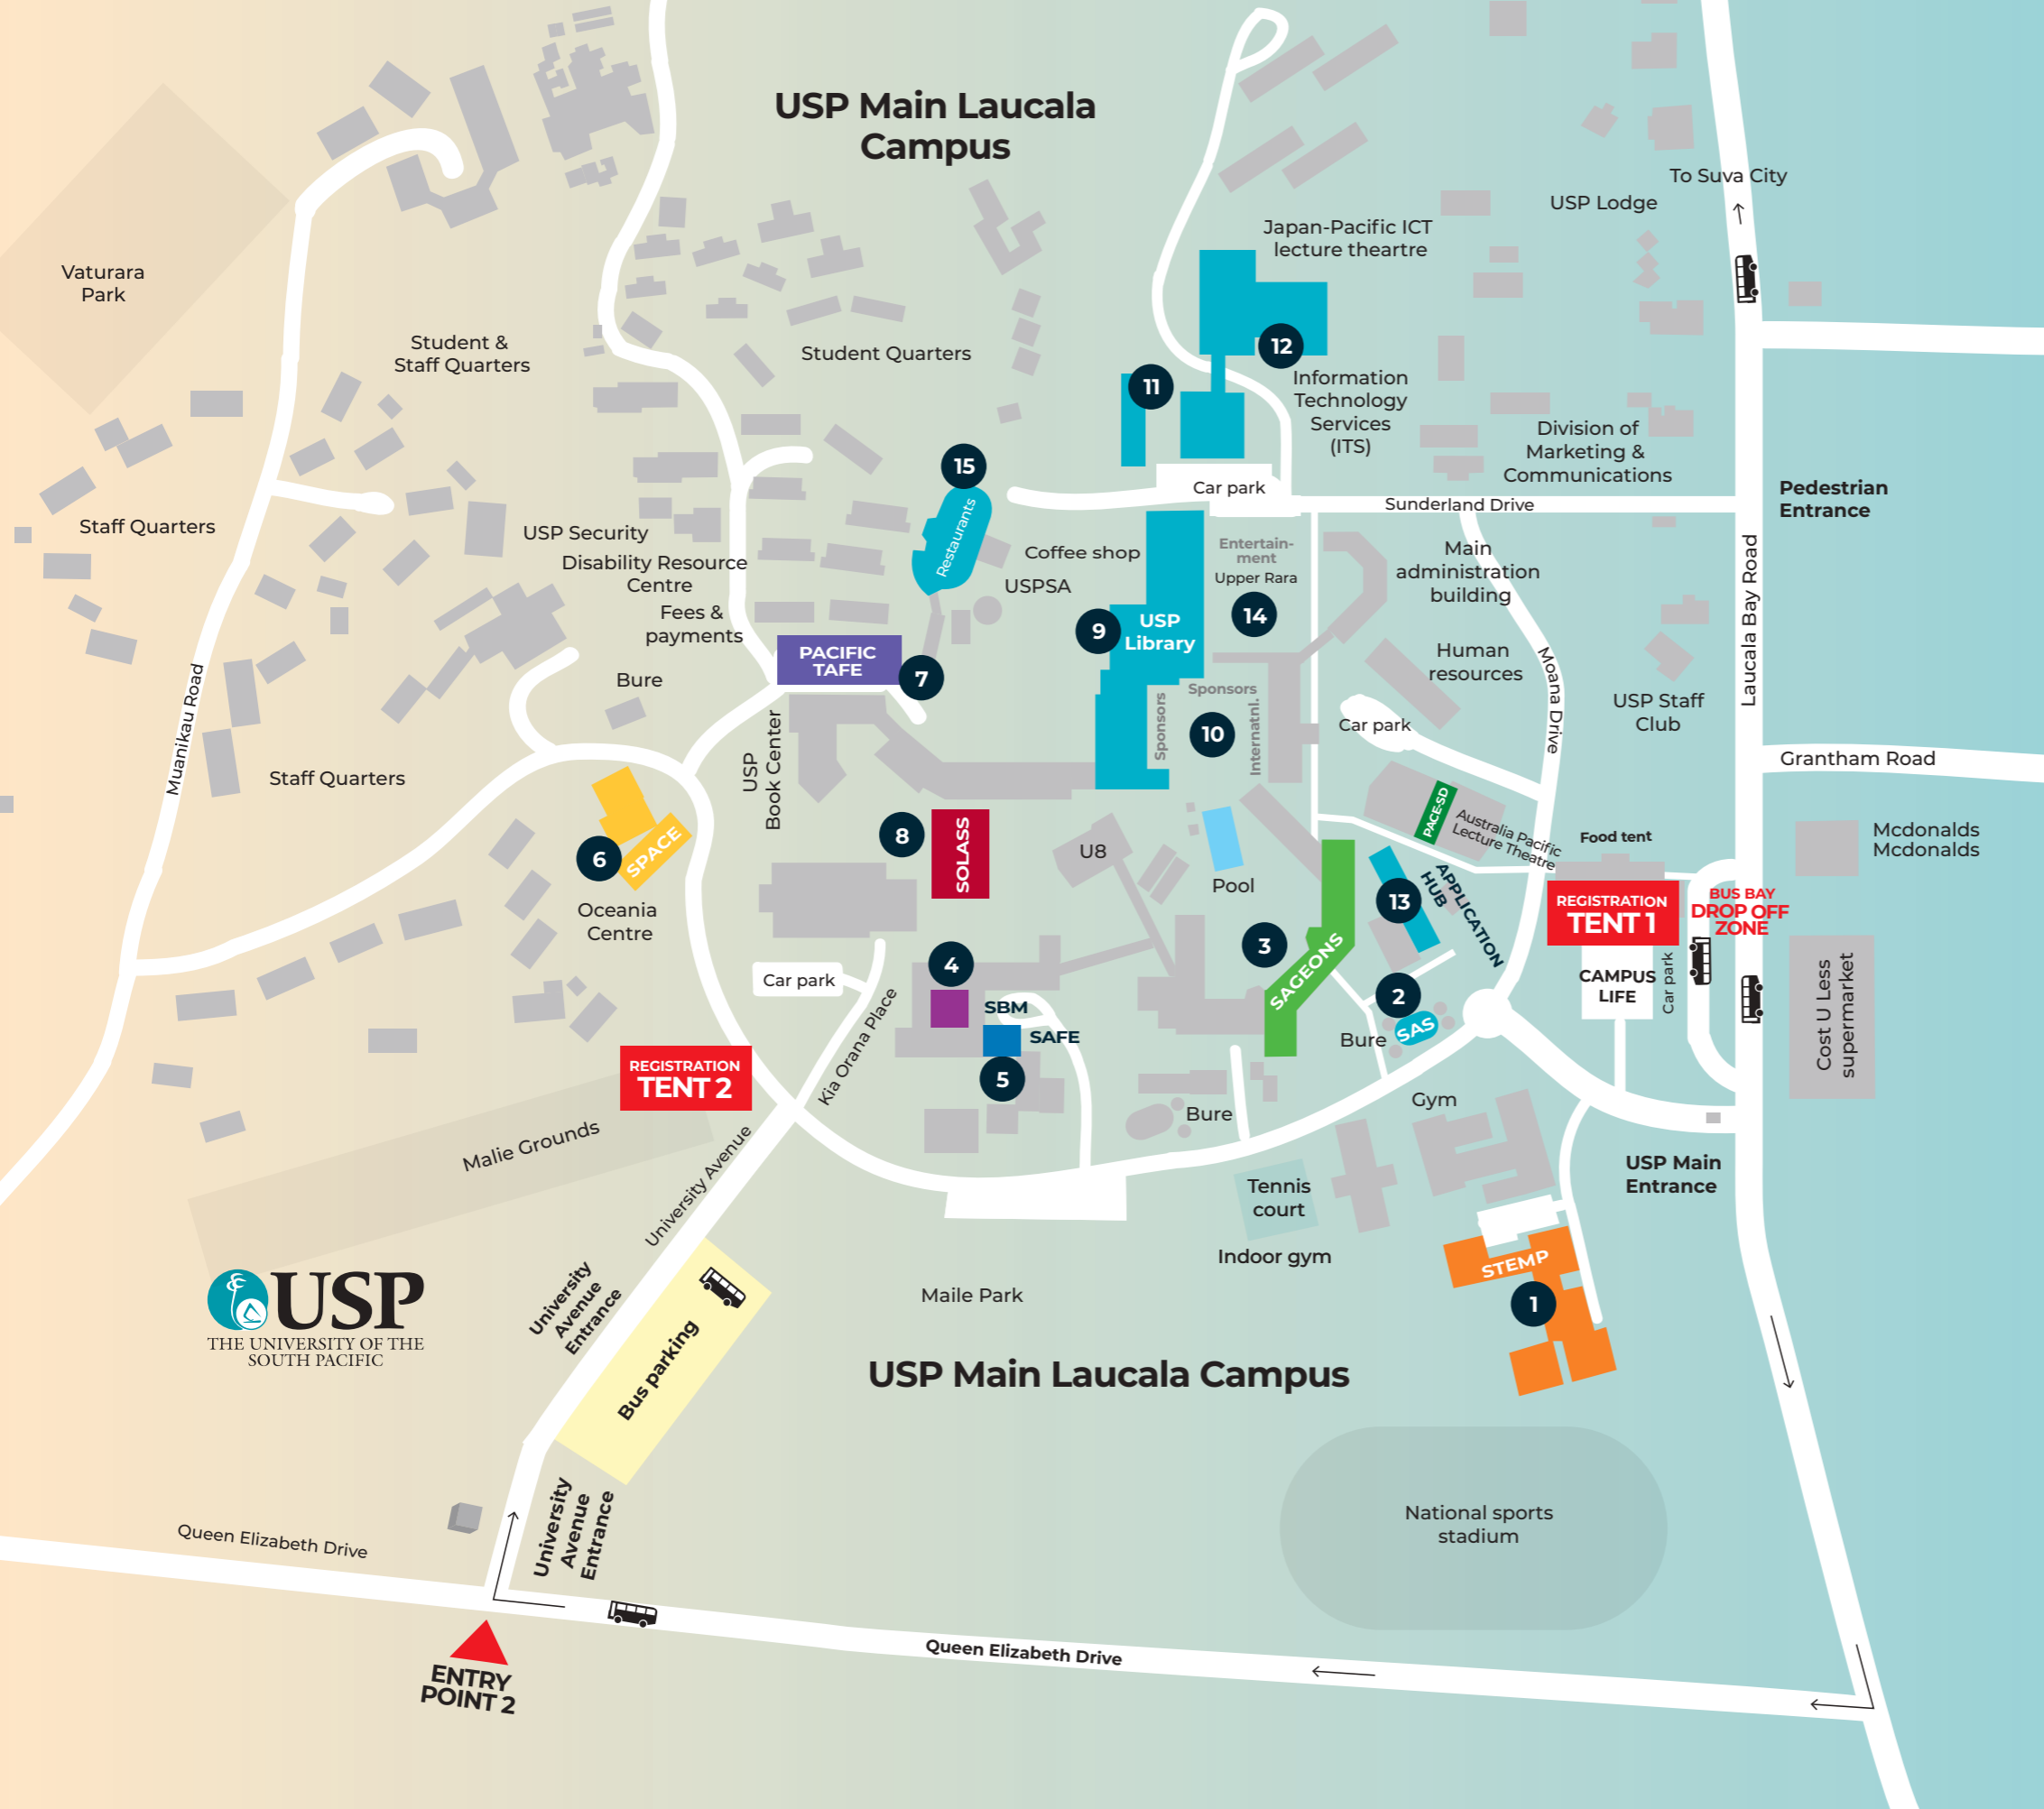 USP Main Laucala
Campus
To Suva City
USP Lodge
Japan-Pacific ICT
lecture theartre
Vaturara
Park
Student &
Staff Quarters
Student Quarters
12
11
Information
Technology
Services
(ITS)
Division of
Marketing &
Communications
15
Restaurants
Car park
Sunderland Drive
Pedestrian
Entrance
Staff Quarters
USP Security
Disability Resource
Centre
Fees &
payments
Coffee shop
USPSA
Entertain-
ment
Upper Rara
14
Main
administration
building
Laucala Bay Road
9
USP
Library
PACIFIC
TAFE
7
Bure
Human
resources
Moana Drive
USP Staff
Club
Muanikau Road
Sponsors
Sponsors
10
Internatnl.
Car park
Grantham Road
Staff Quarters
USP
Book Center
PACE-SD
Australia Pacific
Lecture Theatre
Food tent
Mcdonalds
Mcdonalds
8
SOLASS
U8
Pool
6
SPACE
Oceania
Centre
13
APPLICATION
HUB
REGISTRATION
TENT 1
BUS BAY
DROP OFF
ZONE
3
SAGEONS
4
Car park
CAMPUS
LIFE
Car park
2
SAS
Bure
SBM
SAFE
5
Kia Orana Place
Cost U Less
supermarket
REGISTRATION
TENT 2
Bure
Gym
Malie Grounds
University Avenue
USP Main
Entrance
Tennis
court
Indoor gym
STEMP
1
Maile Park
University
Avenue
Entrance
Bus parking
USP
THE UNIVERSITY OF THE
SOUTH PACIFIC
USP Main Laucala Campus
University
Avenue
Entrance
National sports
stadium
Queen Elizabeth Drive
Queen Elizabeth Drive
ENTRY
POINT 2